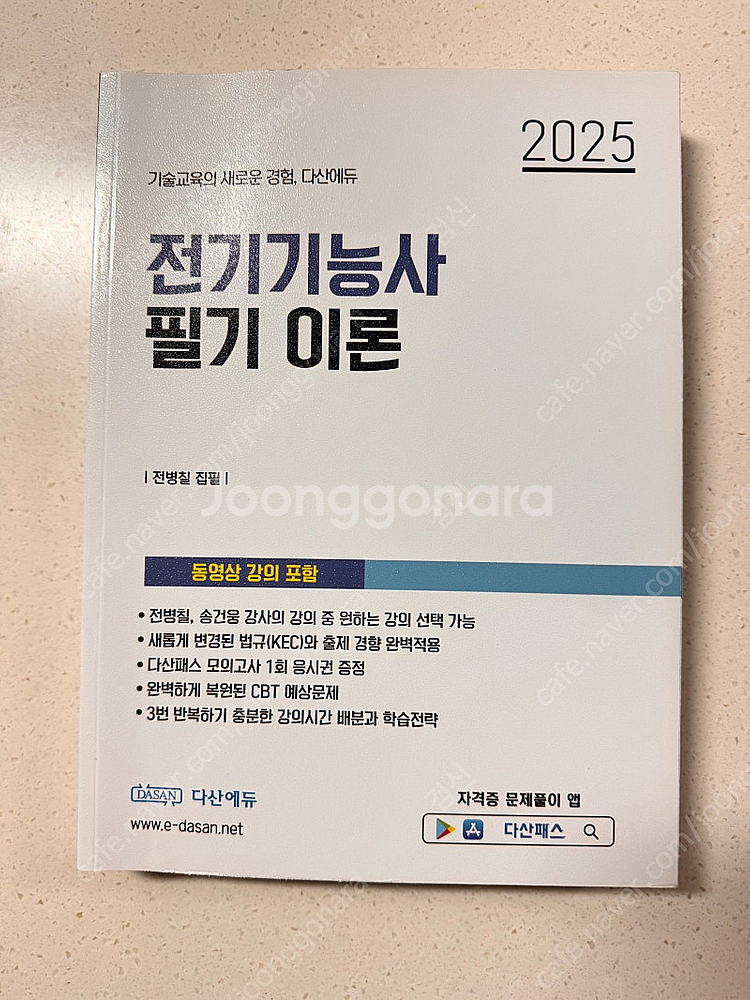 2025
기술교육의 새로운 경험, 다산에듀
전기기능사
필기 이론
| 전병칠 집필 |
Joonggonara
동영상 강의 포함
• 전병칠, 송건웅 강사의 강의 중 원하는 강의 선택 가능
• 새롭게 변경된 법규(KEC)와 출제 경향 완벽적용
• 다산패스 모의고사 1회 응시권 증정
• 완벽하게 복원된 CBT 예상문제
• 3번 반복하기 충분한 강의시간 배분과 학습전략
DASAN 다산에듀
www.e-dasan.net
자격증 문제풀이 앱
다산패스
cafe.naver.com/joonggonara